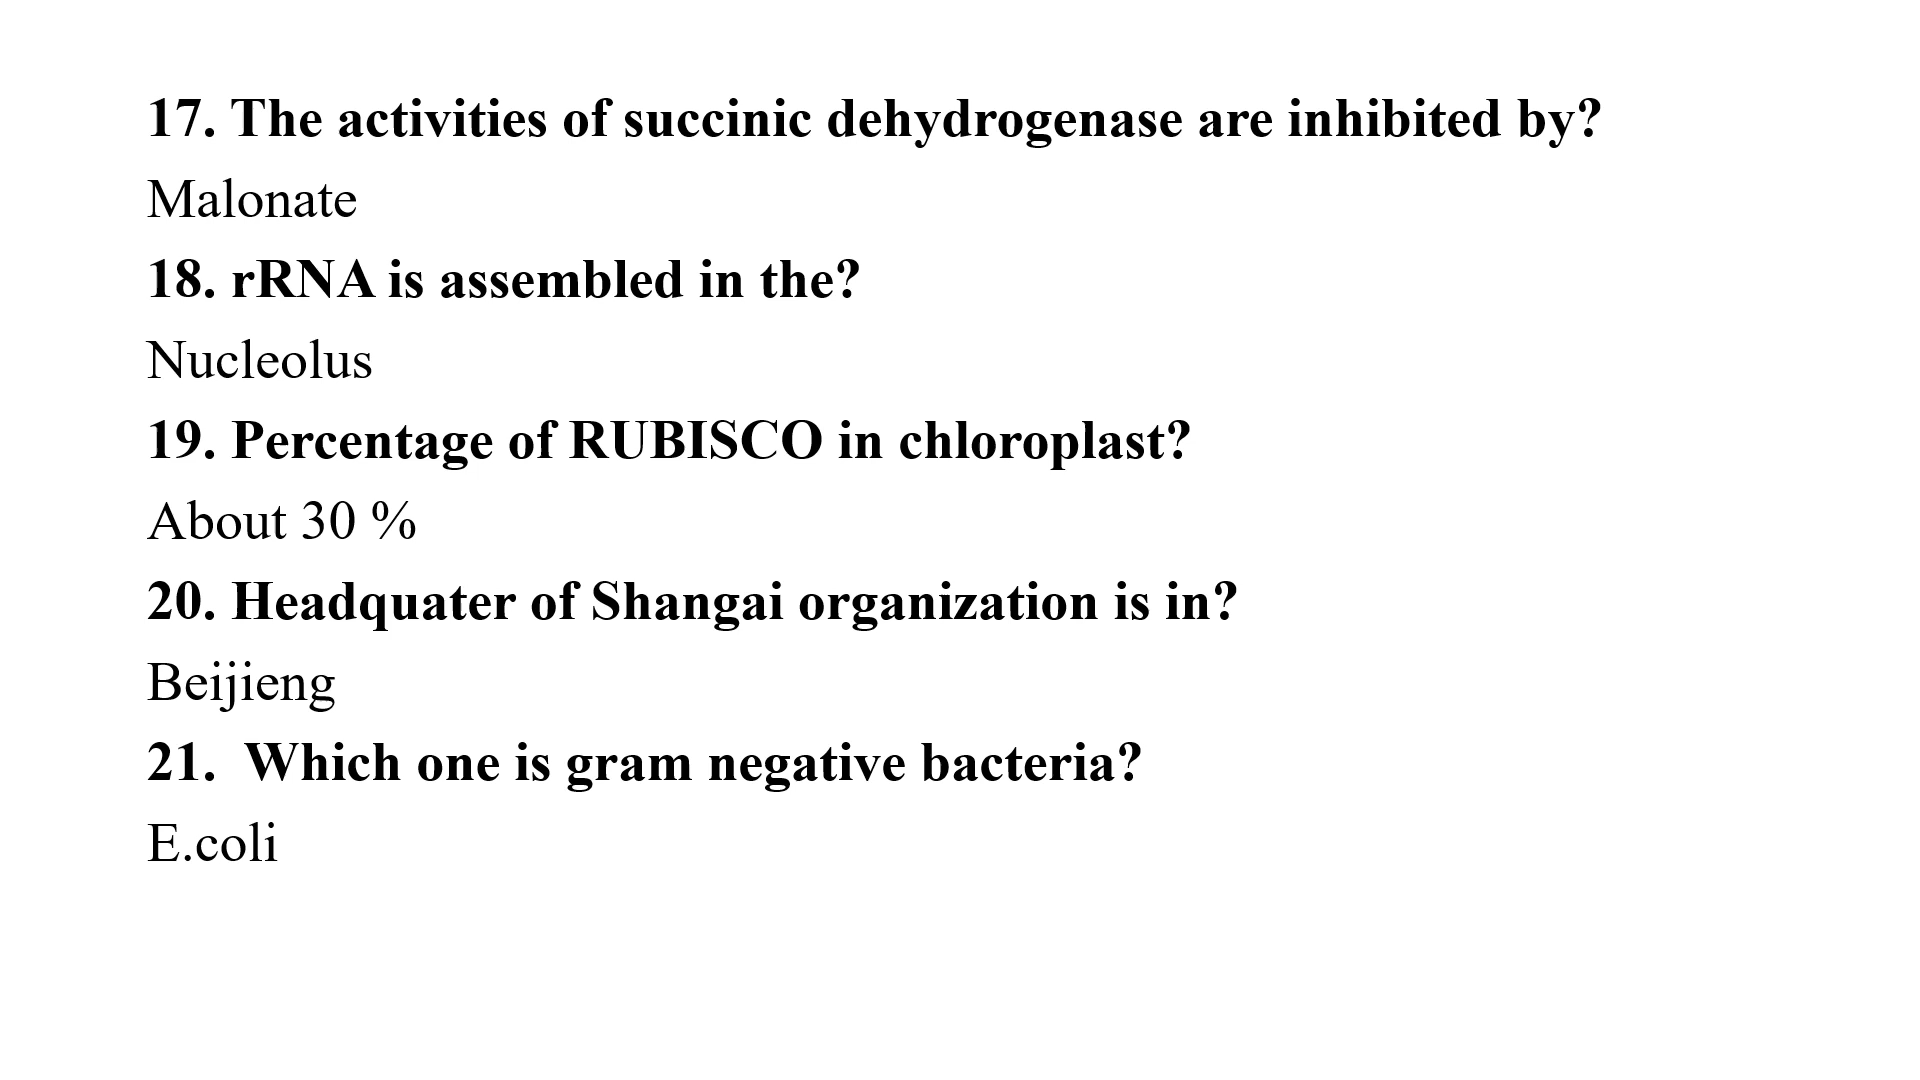 17. The activities of succinic dehydrogenase are inhibited by?
Malonate
18. rRNA is assembled in the?
Nucleolus
19. Percentage of RUBISCO in chloroplast?
About 30 %
20. Headquater of Shangai organization is in?
Beijieng
21.  Which one is gram negative bacteria?
E.coli